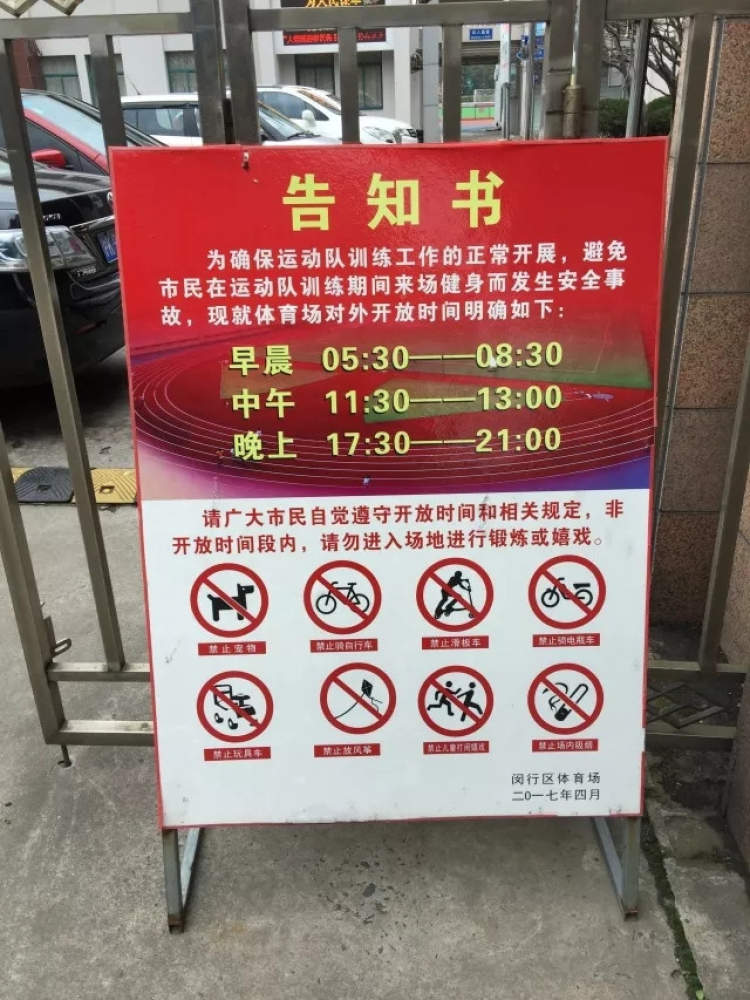 告知书
为确保运动队训练工作的正常开展，避免
市民在运动队训练期间来场健身而发生安全事
故，现就体育场对外开放时间明确如下：
早晨 05:30——08:30
中午 11:30——13:00
晚上 17:30——21:00
请广大市民自觉遵守开放时间和相关规定，非
开放时间段内，请勿进入场地进行锻炼或嬉戏。
禁止宠物 禁止骑自行车 禁止滑板车 禁止骑电瓶车
禁止玩具车 禁止放风筝 禁止儿童打闹嬉戏 禁止场内吸烟
闵行区体育场
二0一七年四月